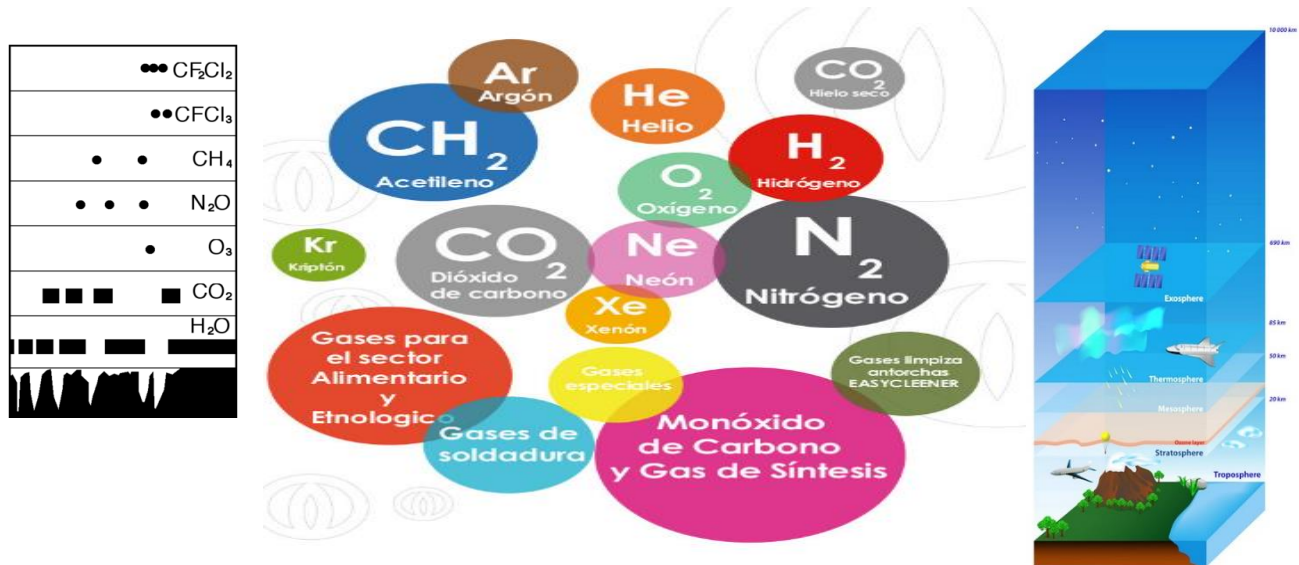 CF₂Cl₂
CFCl₃
CH₄
N₂O
O₃
CO₂
H₂O
Ar
Argón
CH₂
Acetileno
He
Helio
CO₂
Hielo seco
H₂
Hidrógeno
O₂
Oxígeno
Kr
Kriptón
CO₂
Dióxido
de carbono
Ne
Neón
N₂
Nitrógeno
Xe
Xenón
Gases para
el sector
Alimentario
y
Etnologico
Gases
especiales
Gases limpiza
antorchas
EASYCLEENER
Gases de
soldadura
Monóxido
de Carbono
y Gas de Síntesis
10 000 km
690 km
Exosphere
85 km
Thermosphere
50 km
Mesosphere
20 km
Ozone layer
Stratosphere
Troposphere